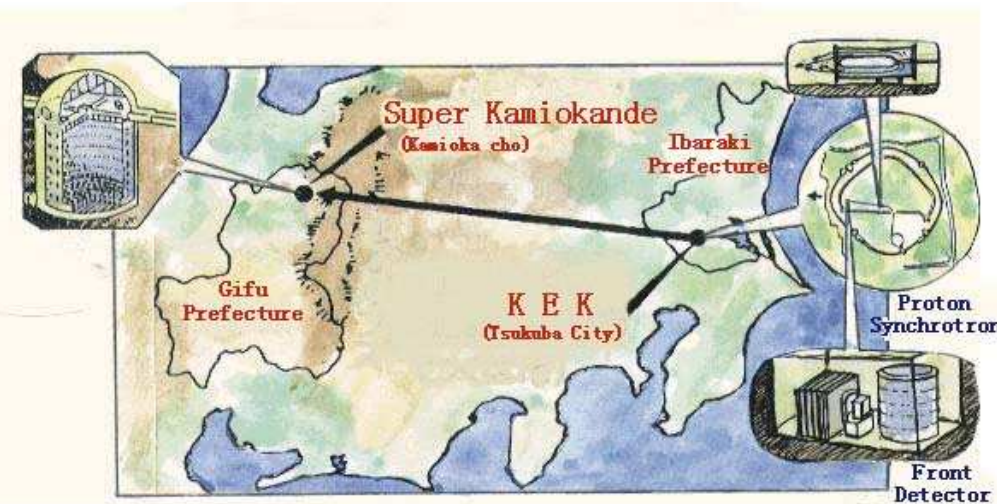 Super Kamiokande
(Kamioka cho)
Ibaraki
Prefecture
Gifu
Prefecture
K E K
(Tsukuba City)
Proton
Synchrotron
Front
Detector